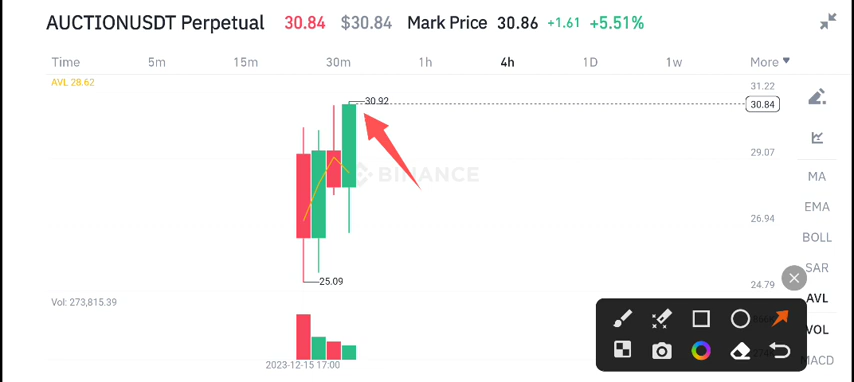 AUCTIONUSDT Perpetual 30.84 $30.84 Mark Price 30.86 +1.61 +5.51%
Time 5m 15m 30m 1h 4h 1D 1w More
AVL 28.62
31.22
30.92
30.84
29.07
BINANCE
MA
EMA
26.94
BOLL
SAR
25.09
24.79
AVL
Vol: 273,815.39
VOL
MACD
2023-12-15 17:00